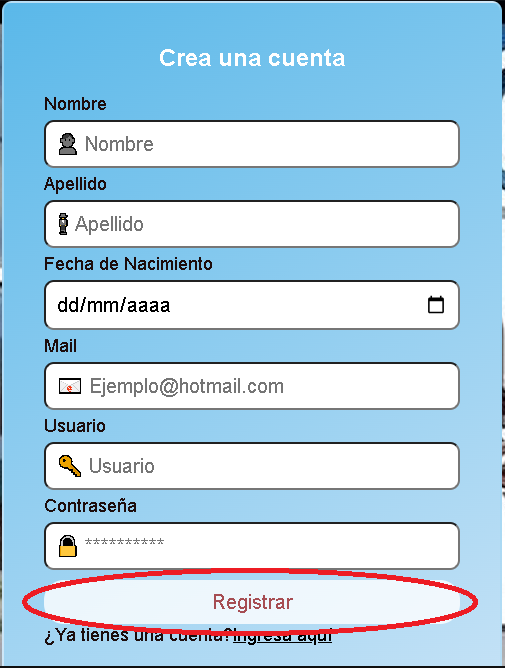 Crea una cuenta
Nombre
Nombre
Apellido
Apellido
Fecha de Nacimiento
dd/mm/aaaa
Mail
Ejemplo@hotmail.com
Usuario
Usuario
Contraseña
**********
Registrar
¿Ya tienes una cuenta?Ingresa aquí